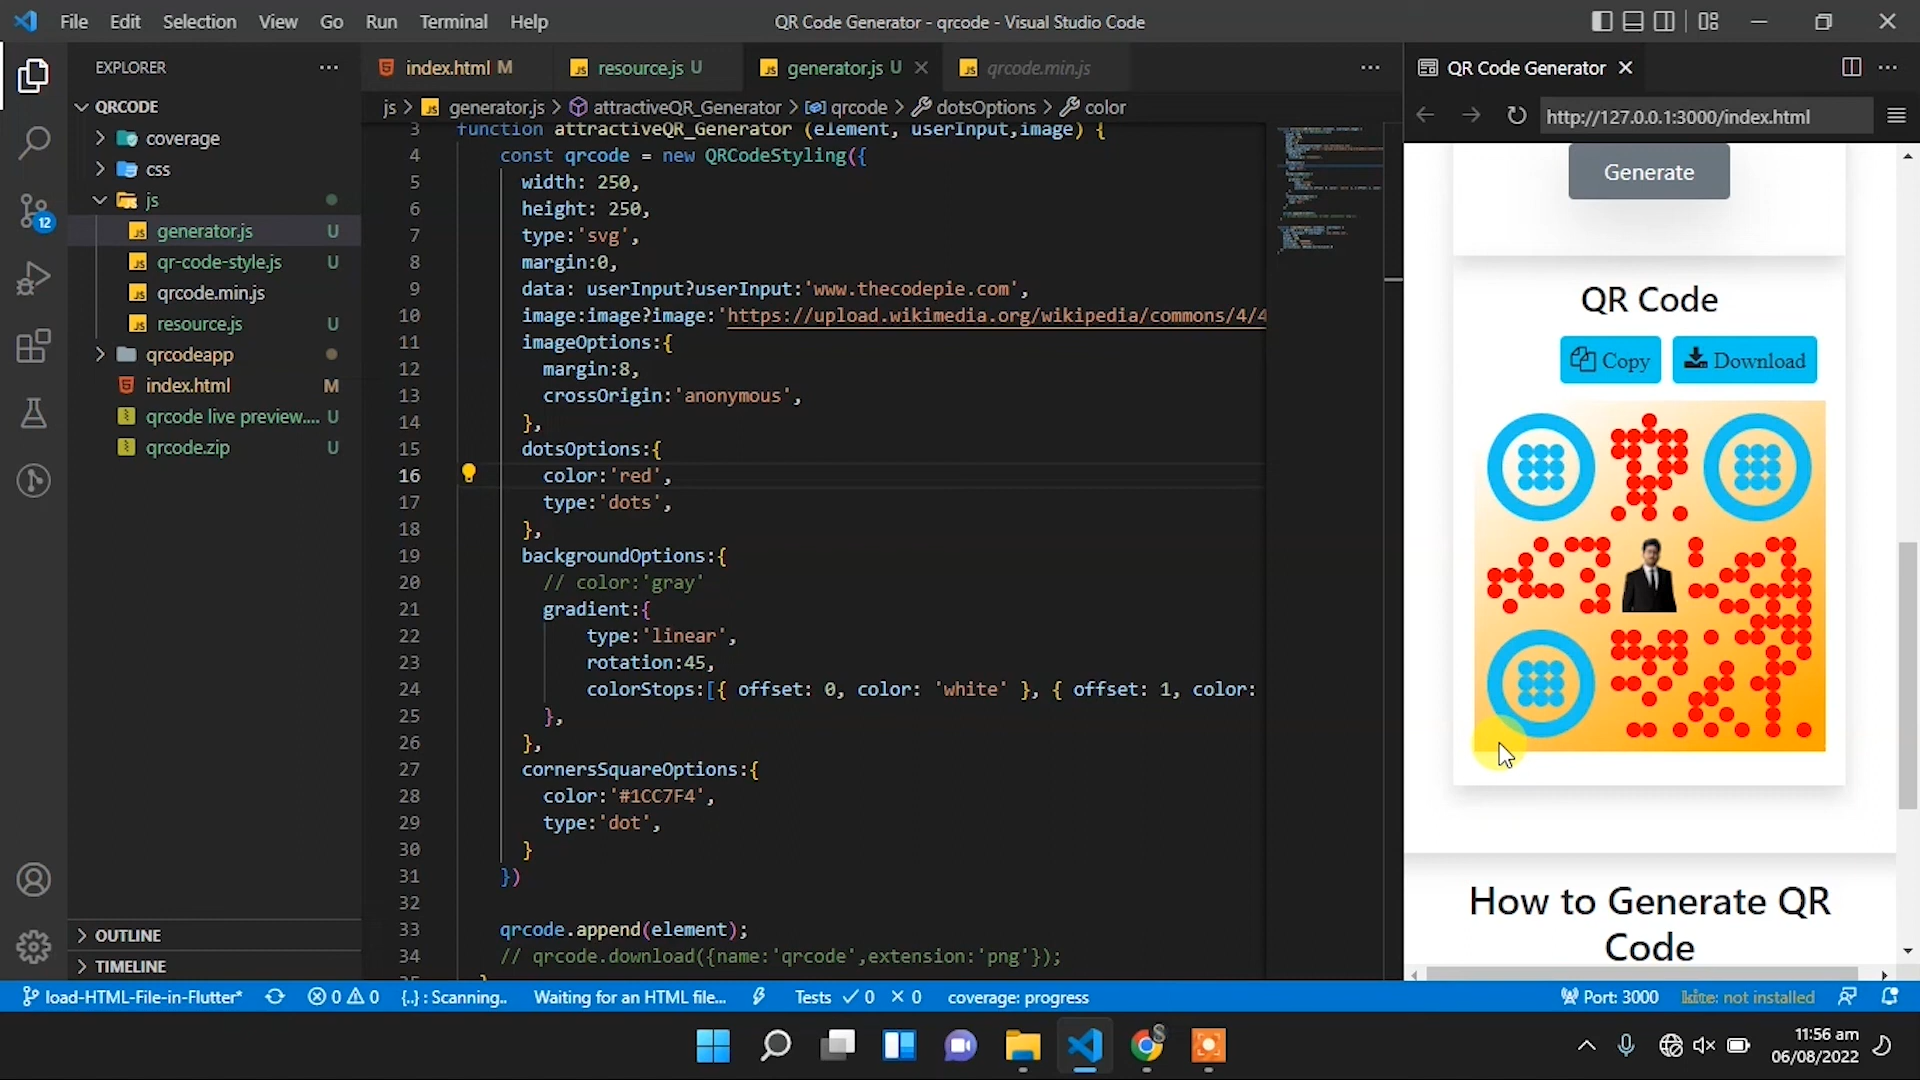 File Edit Selection View Go Run Terminal Help
QR Code Generator - qrcode - Visual Studio Code
EXPLORER
QRCODE
coverage
css
js
generator.js U
qr-code-style.js U
qrcode.min.js
resource.js U
qrcodeapp
index.html M
qrcode live preview.... U
qrcode.zip U
OUTLINE
TIMELINE
12
index.html M
resource.js U
generator.js U
qrcode.min.js
js > generator.js > attractiveQR_Generator > qrcode > dotsOptions > color
3 function attractiveQR_Generator (element, userInput,image) {
4 const qrcode = new QRCodeStyling({
5 width: 250,
6 height: 250,
7 type:'svg',
8 margin:0,
9 data: userInput?userInput:'www.thecodepie.com',
10 image:image?image:'https://upload.wikimedia.org/wikipedia/commons/4/4
11 imageOptions:{
12 margin:8,
13 crossOrigin:'anonymous',
14 },
15 dotsOptions:{
16 color:'red',
17 type:'dots',
18 },
19 backgroundOptions:{
20 // color:'gray'
21 gradient:{
22 type:'linear',
23 rotation:45,
24 colorStops:[{ offset: 0, color: 'white' }, { offset: 1, color:
25 },
26 },
27 cornersSquareOptions:{
28 color:'#1CC7F4',
29 type:'dot',
30 }
31 })
32
33 qrcode.append(element);
34 // qrcode.download({name:'qrcode',extension:'png'});
QR Code Generator
http://127.0.0.1:3000/index.html
Generate
QR Code
Copy Download
How to Generate QR
Code
load-HTML-File-in-Flutter* 0 0 {..} : Scanning.. Waiting for an HTML file... Tests 0 0 coverage: progress
Port: 3000 kite: not installed
11:56 am
06/08/2022